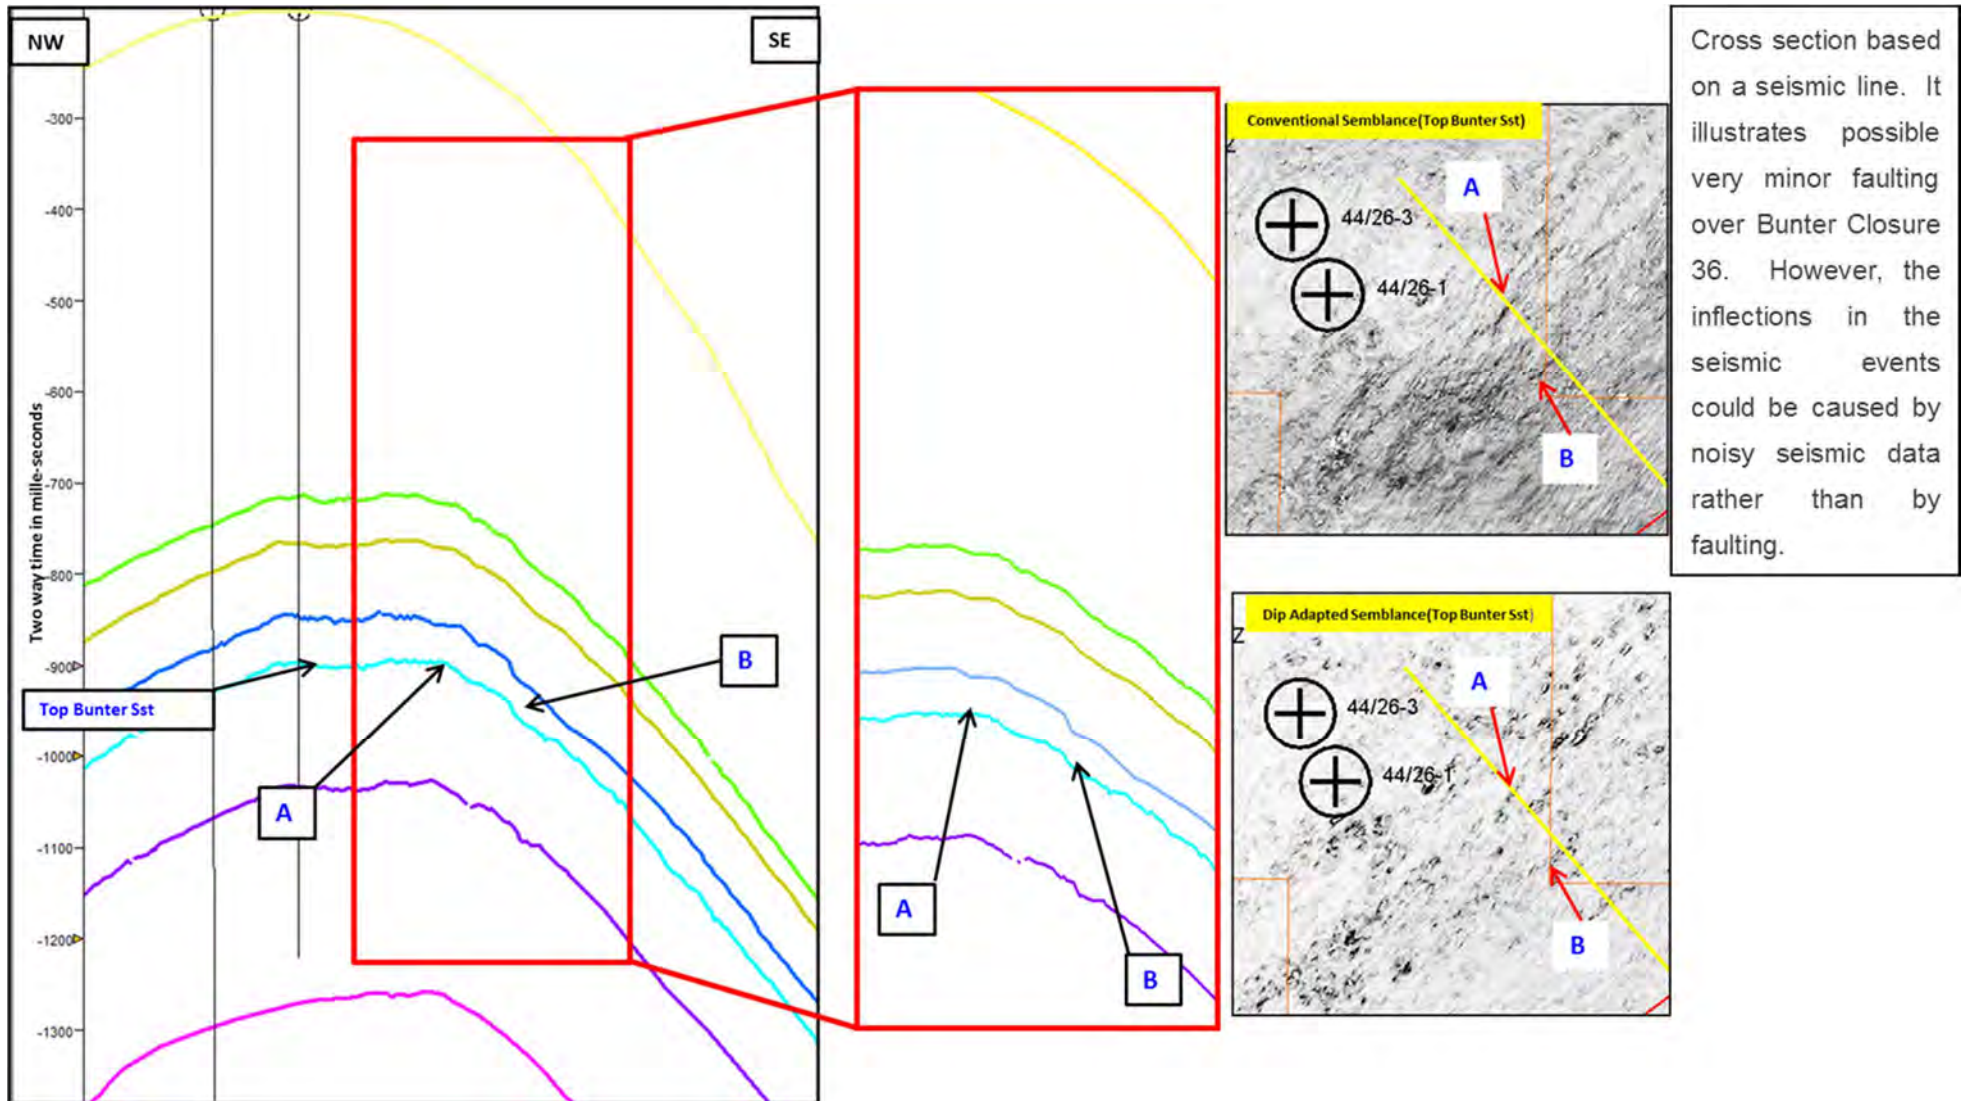 NW
SE
-300
-400
-500
-600
-700
-800
-900
-1000
-1100
-1200
-1300
Two way time in mille-seconds
Top Bunter Sst
A
B
A
B
Conventional Semblance(Top Bunter Sst)
Z
44/26-3
44/26-1
A
B
Dip Adapted Semblance(Top Bunter Sst)
Z
44/26-3
44/26-1
A
B
Cross section based
on a seismic line. It
illustrates possible
very minor faulting
over Bunter Closure
36. However, the
inflections in the
seismic events
could be caused by
noisy seismic data
rather than by
faulting.